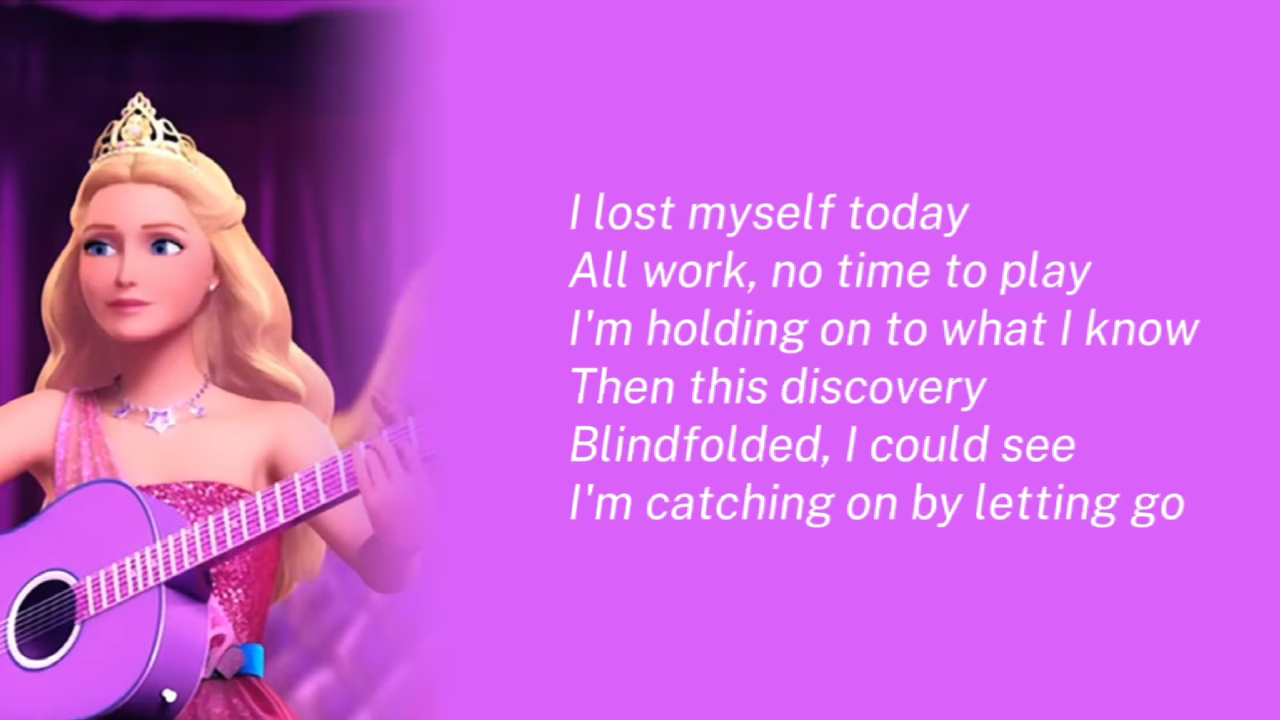 I lost myself today
All work, no time to play
I'm holding on to what I know
Then this discovery
Blindfolded, I could see
I'm catching on by letting go